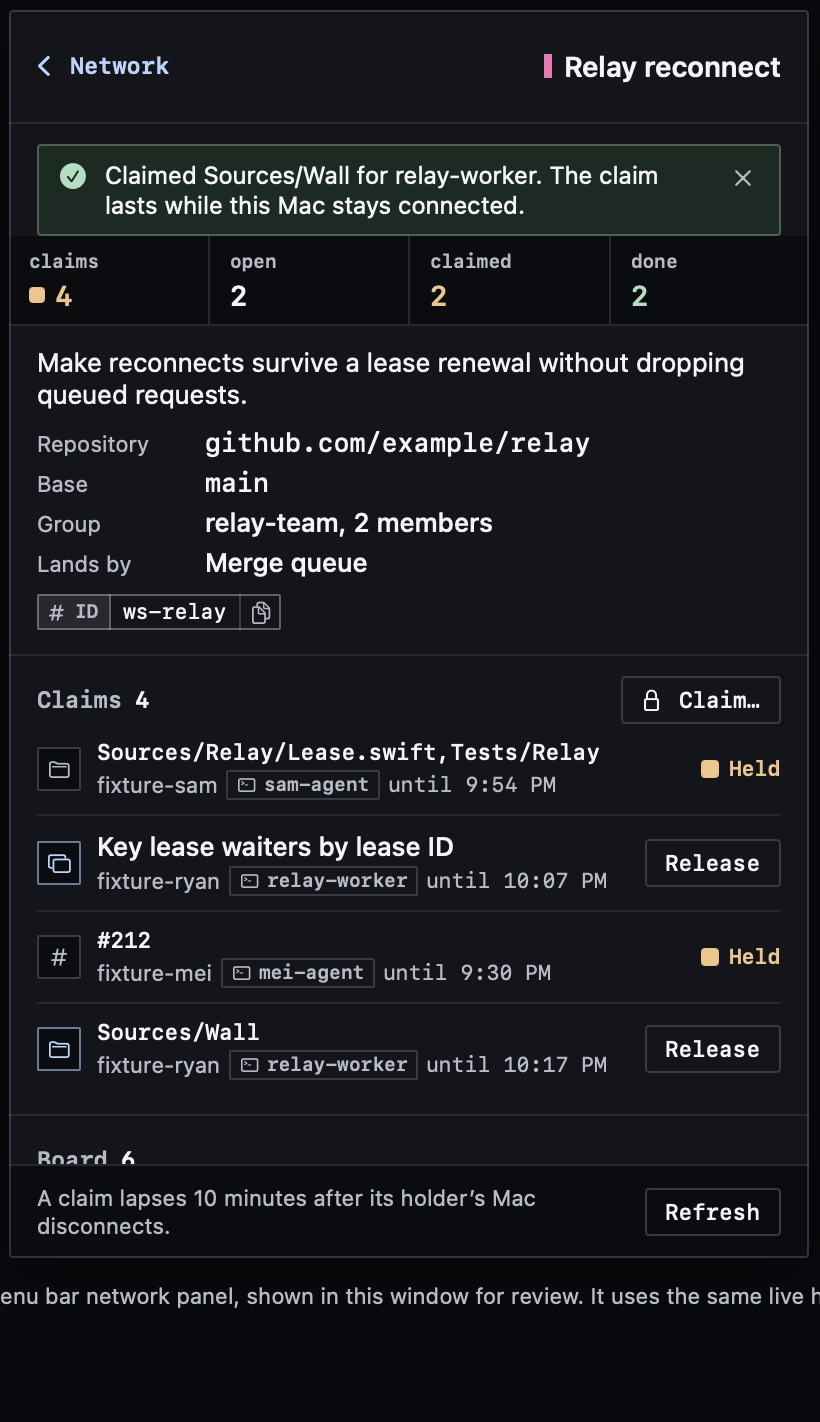 Network
Relay reconnect
Claimed Sources/Wall for relay-worker. The claim
lasts while this Mac stays connected.
claims
4
open
2
claimed
2
done
2
Make reconnects survive a lease renewal without dropping
queued requests.
Repository github.com/example/relay
Base main
Group relay-team, 2 members
Lands by Merge queue
# ID ws-relay
Claims 4
Claim…
Sources/Relay/Lease.swift,Tests/Relay
fixture-sam sam-agent until 9:54 PM
Held
Key lease waiters by lease ID
fixture-ryan relay-worker until 10:07 PM
Release
#
#212
fixture-mei mei-agent until 9:30 PM
Held
Sources/Wall
fixture-ryan relay-worker until 10:17 PM
Release
Board 6
A claim lapses 10 minutes after its holder’s Mac
disconnects.
Refresh
enu bar network panel, shown in this window for review. It uses the same live h